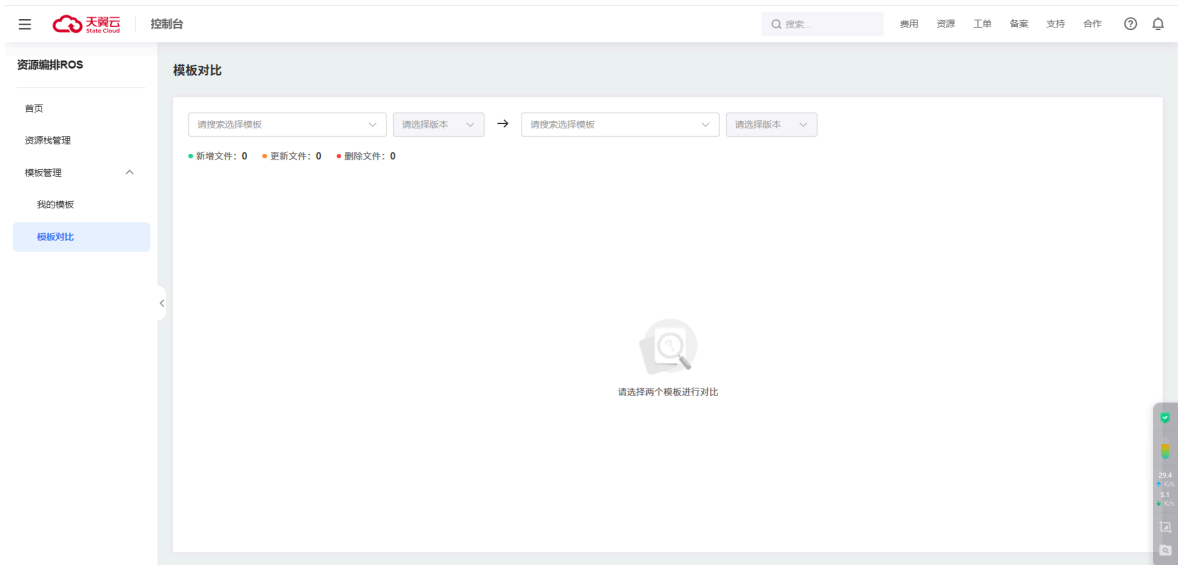 天翼云
State Cloud
控制台
搜索...
费用
资源
工单
备案
支持
合作
资源编排ROS
首页
资源栈管理
模板管理
我的模板
模板对比
模板对比
请搜索选择模板
请选择版本
→
请搜索选择模板
请选择版本
新增文件：0
更新文件：0
删除文件：0
请选择两个模板进行对比
29.4
K/s
5.1
K/s